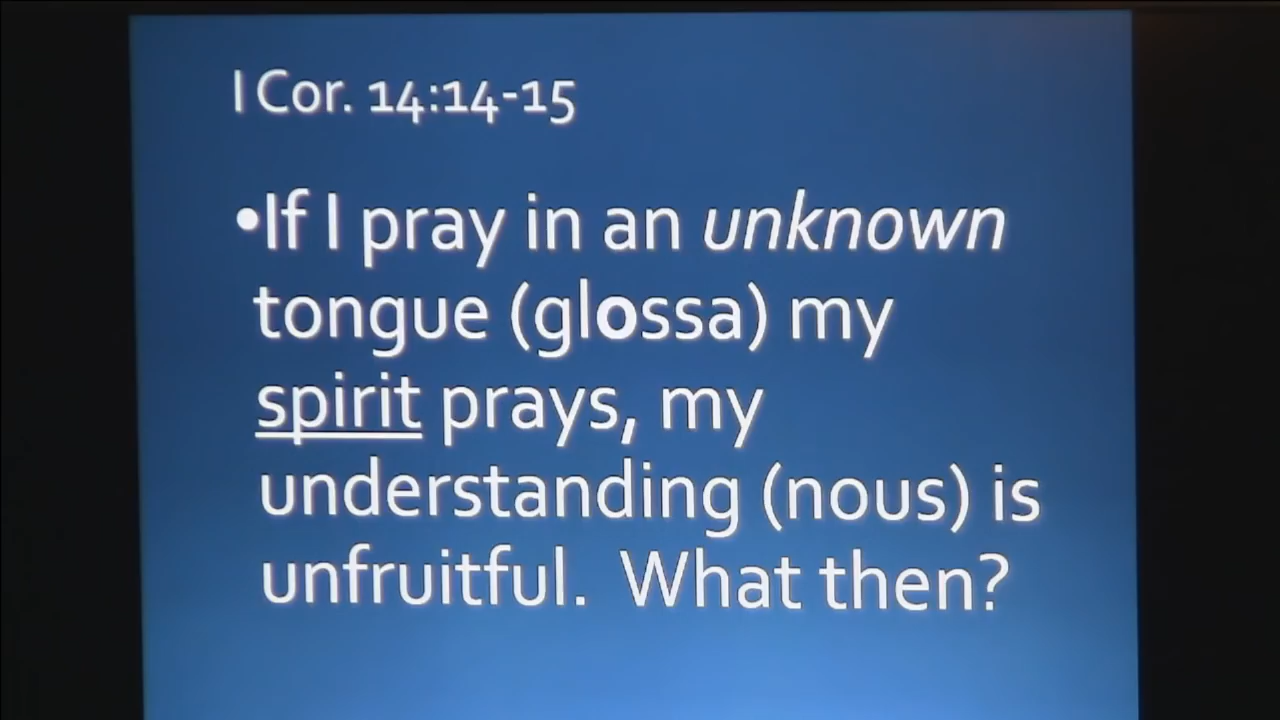 I Cor. 14:14-15
•If I pray in an unknown
tongue (glossa) my
spirit prays, my
understanding (nous) is
unfruitful.  What then?